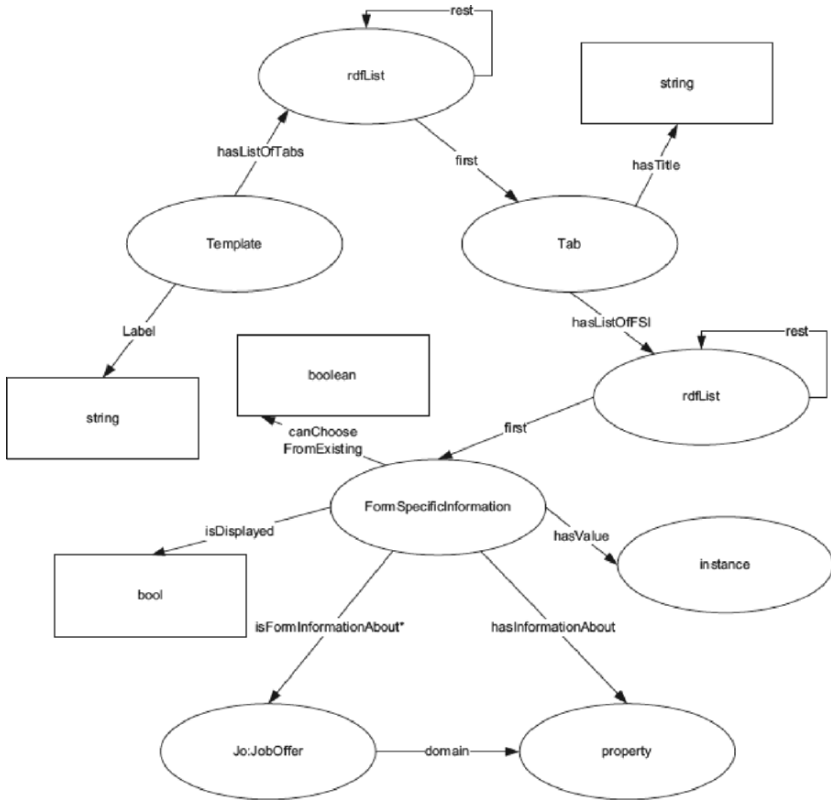 rest
rdfList
string
hasListOfTabs
first
hasTitle
Template
Tab
hasListOfFSI
Label
rest
boolean
rdfList
string
canChoose
FromExisting
first
FormSpecificInformation
isDisplayed
hasValue
instance
bool
isFormInformationAbout*
hasInformationAbout
Jo:JobOffer
domain
property